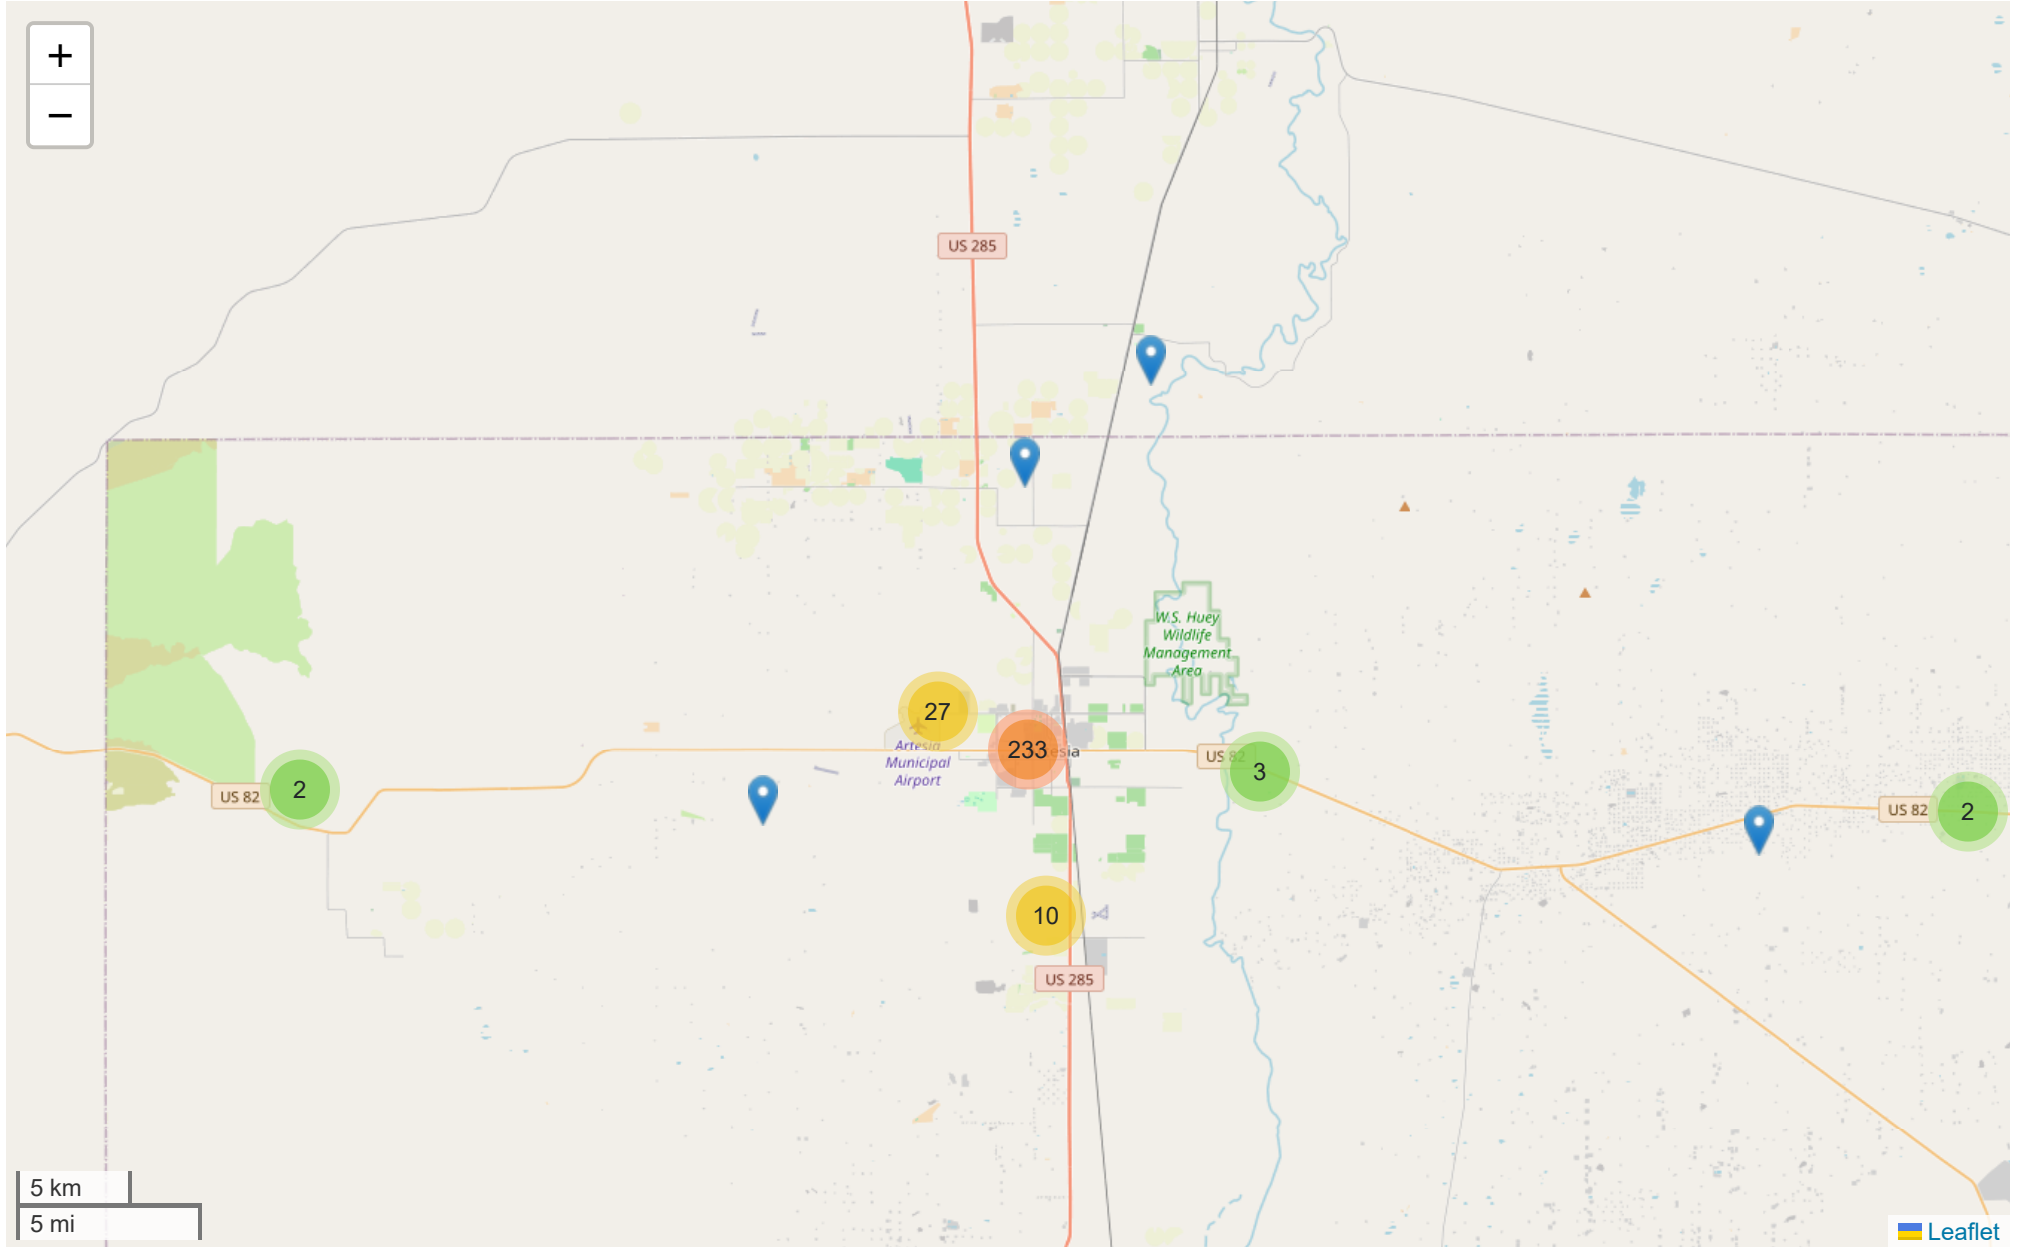 +
−
US 285
W.S. Huey
Wildlife
Management
Area
27
233
esia
Artesia
Municipal
Airport
US 82
3
US 82
2
US 82
2
10
US 285
5 km
5 mi
Leaflet